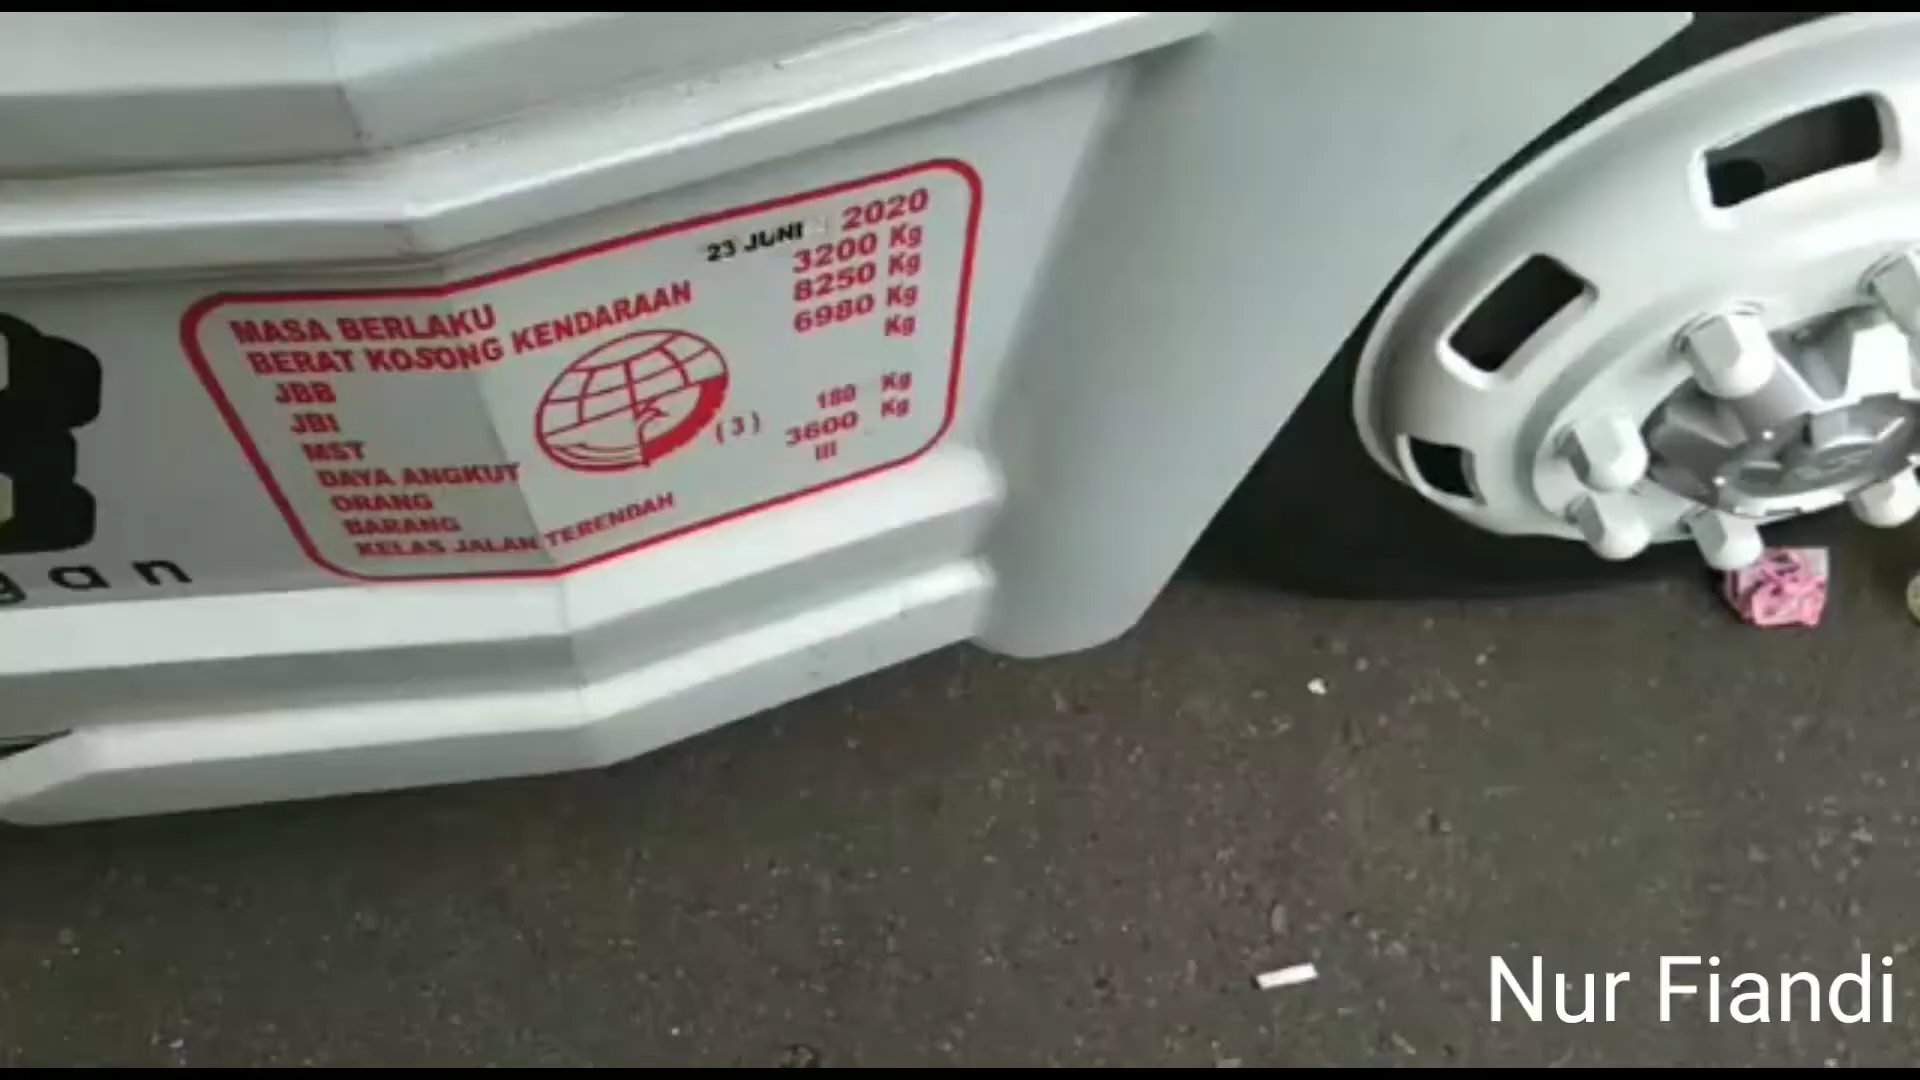 MASA BERLAKU 23 JUNI 2020
BERAT KOSONG KENDARAAN 3200 Kg
JBB 8250 Kg
JBI 6980 Kg
MST Kg
DAYA ANGKUT
ORANG (3) 180 Kg
BARANG 3600 Kg
KELAS JALAN TERENDAH III
gan
Nur Fiandi